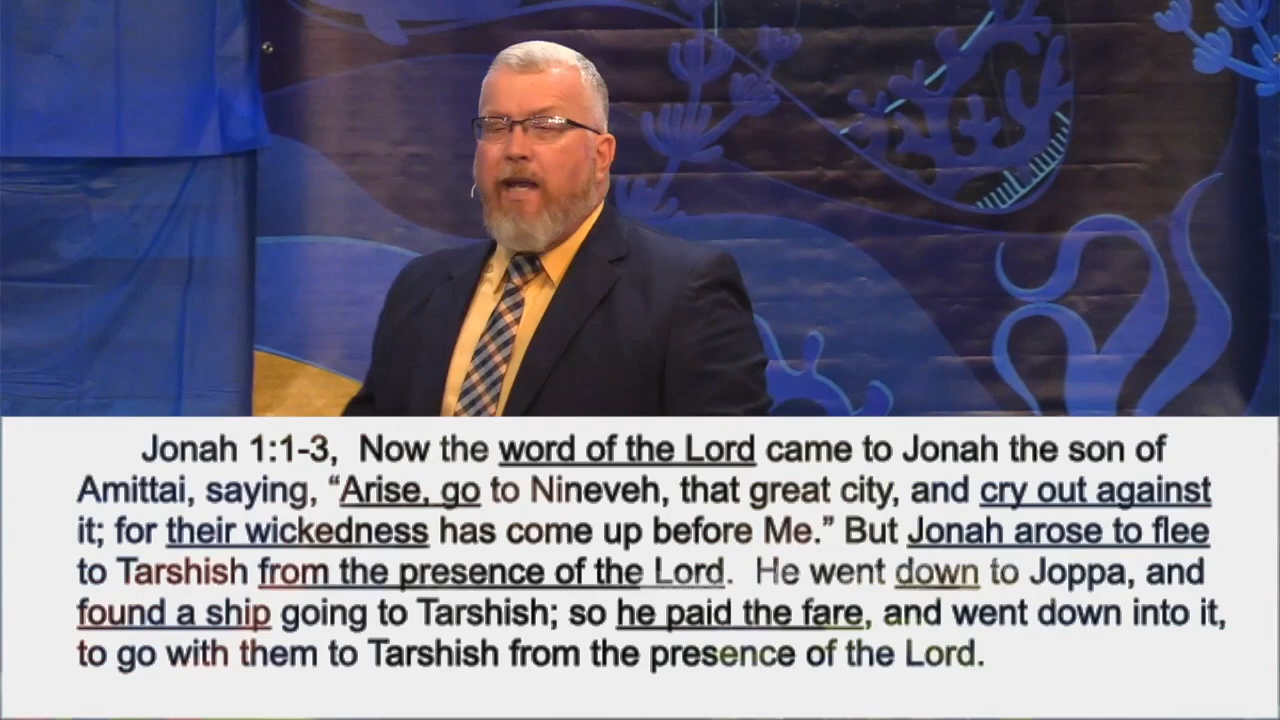 Jonah 1:1-3, Now the word of the Lord came to Jonah the son of
Amittai, saying, “Arise, go to Nineveh, that great city, and cry out against
it; for their wickedness has come up before Me.” But Jonah arose to flee
to Tarshish from the presence of the Lord. He went down to Joppa, and
found a ship going to Tarshish; so he paid the fare, and went down into it,
to go with them to Tarshish from the presence of the Lord.